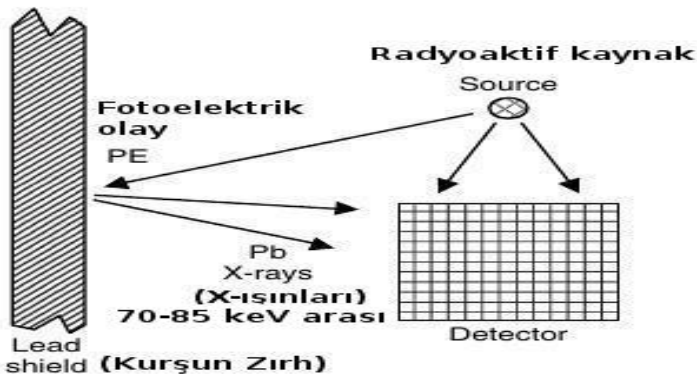 Radyoaktif kaynak
Source
Fotoelektrik
olay
PE
Pb
X-rays
(X-ışınları)
70-85 keV arası
Detector
Lead
shield (Kurşun Zırh)